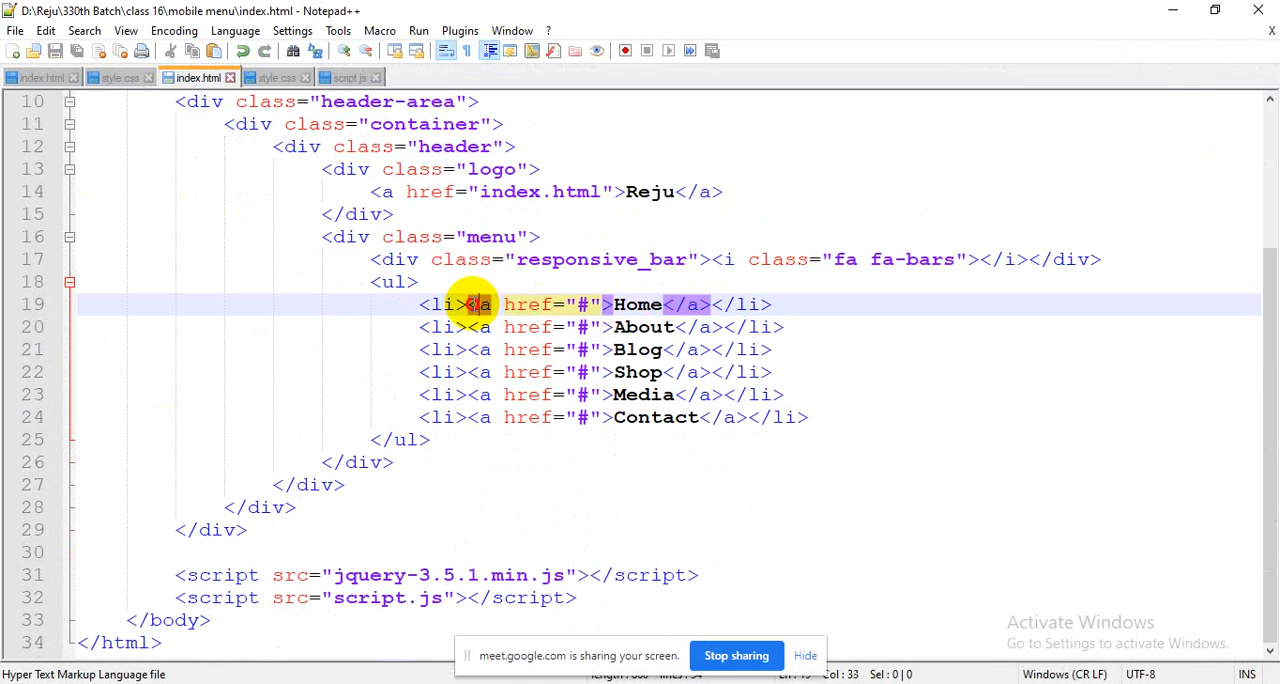 D:\Reju\330th Batch\class 16\mobile menu\index.html - Notepad++
File Edit Search View Encoding Language Settings Tools Macro Run Plugins Window ?
X
index.html style.css index.html style.css script.js
10 <div class="header-area">
11 <div class="container">
12 <div class="header">
13 <div class="logo">
14 <a href="index.html">Reju</a>
15 </div>
16 <div class="menu">
17 <div class="responsive_bar"><i class="fa fa-bars"></i></div>
18 <ul>
19 <li><a href="#">Home</a></li>
20 <li><a href="#">About</a></li>
21 <li><a href="#">Blog</a></li>
22 <li><a href="#">Shop</a></li>
23 <li><a href="#">Media</a></li>
24 <li><a href="#">Contact</a></li>
25 </ul>
26 </div>
27 </div>
28 </div>
29 </div>
30
31 <script src="jquery-3.5.1.min.js"></script>
32 <script src="script.js"></script>
33 </body>
34 </html>
Activate Windows
Go to Settings to activate Windows.
meet.google.com is sharing your screen. Stop sharing Hide
Hyper Text Markup Language file Col : 33 Sel : 0 | 0 Windows (CR LF) UTF-8 INS